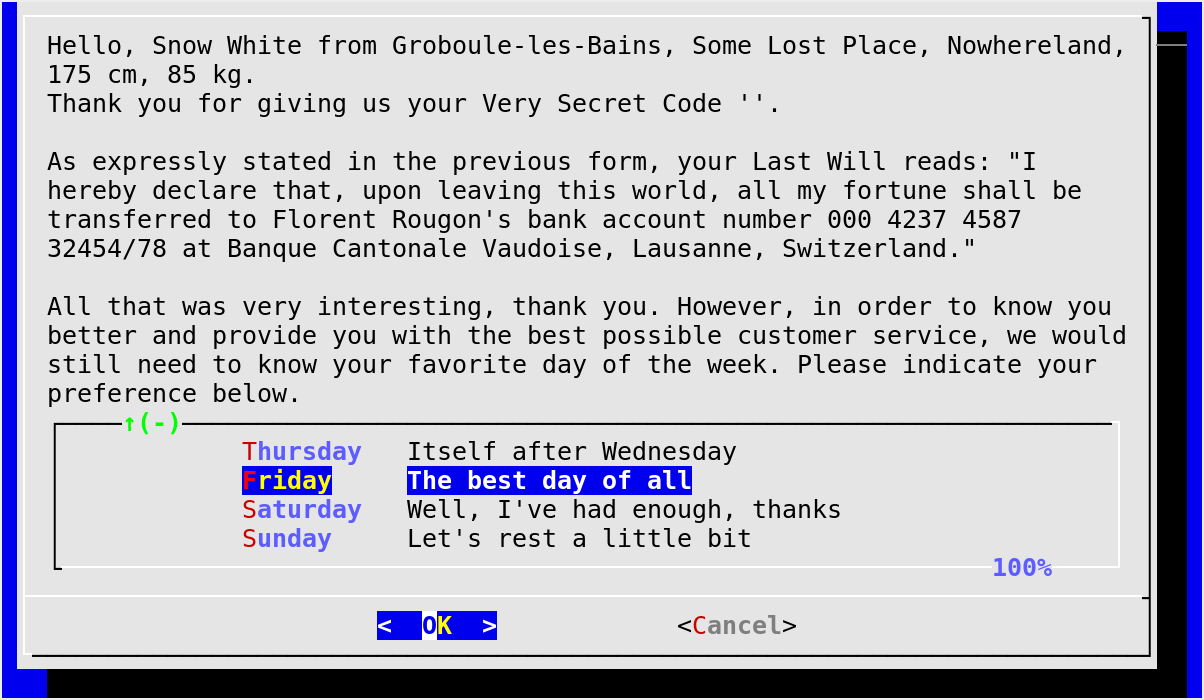 Hello, Snow White from Groboule-les-Bains, Some Lost Place, Nowhereland,
175 cm, 85 kg.
Thank you for giving us your Very Secret Code ''.
As expressly stated in the previous form, your Last Will reads: "I
hereby declare that, upon leaving this world, all my fortune shall be
transferred to Florent Rougon's bank account number 000 4237 4587
32454/78 at Banque Cantonale Vaudoise, Lausanne, Switzerland."
All that was very interesting, thank you. However, in order to know you
better and provide you with the best possible customer service, we would
still need to know your favorite day of the week. Please indicate your
preference below.
↑(-)
Thursday Itself after Wednesday
Friday The best day of all
Saturday Well, I've had enough, thanks
Sunday Let's rest a little bit
100%
< OK > <Cancel>